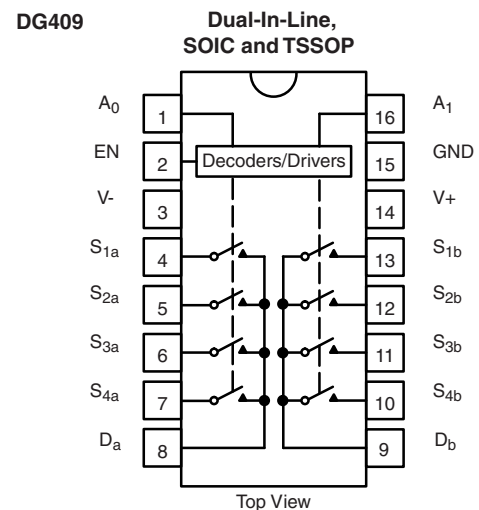 DG409
Dual-In-Line,
SOIC and TSSOP
A0 1 16 A1
EN 2 Decoders/Drivers 15 GND
V- 3 14 V+
S1a 4 13 S1b
S2a 5 12 S2b
S3a 6 11 S3b
S4a 7 10 S4b
Da 8 9 Db
Top View